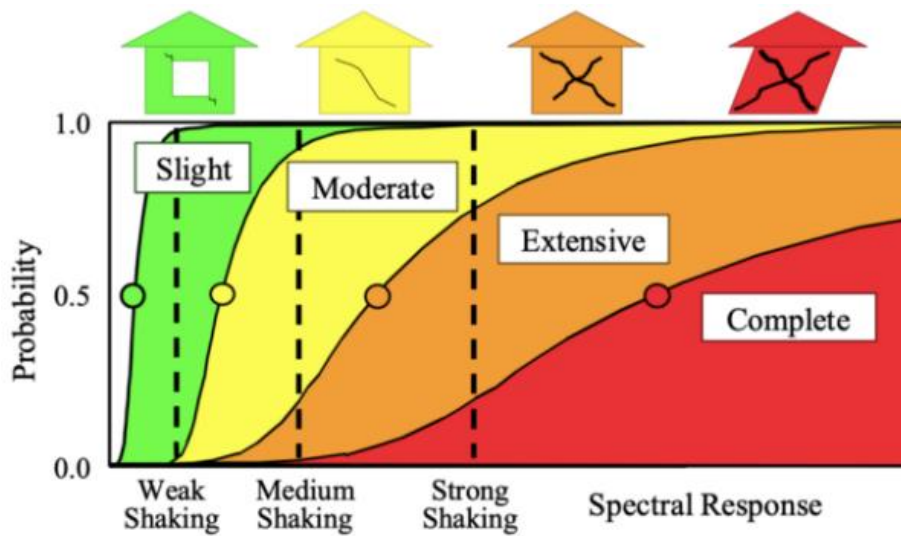 1.0
Slight
Moderate
Extensive
Probability
0.5
Complete
0.0
Weak
Shaking
Medium
Shaking
Strong
Shaking
Spectral Response